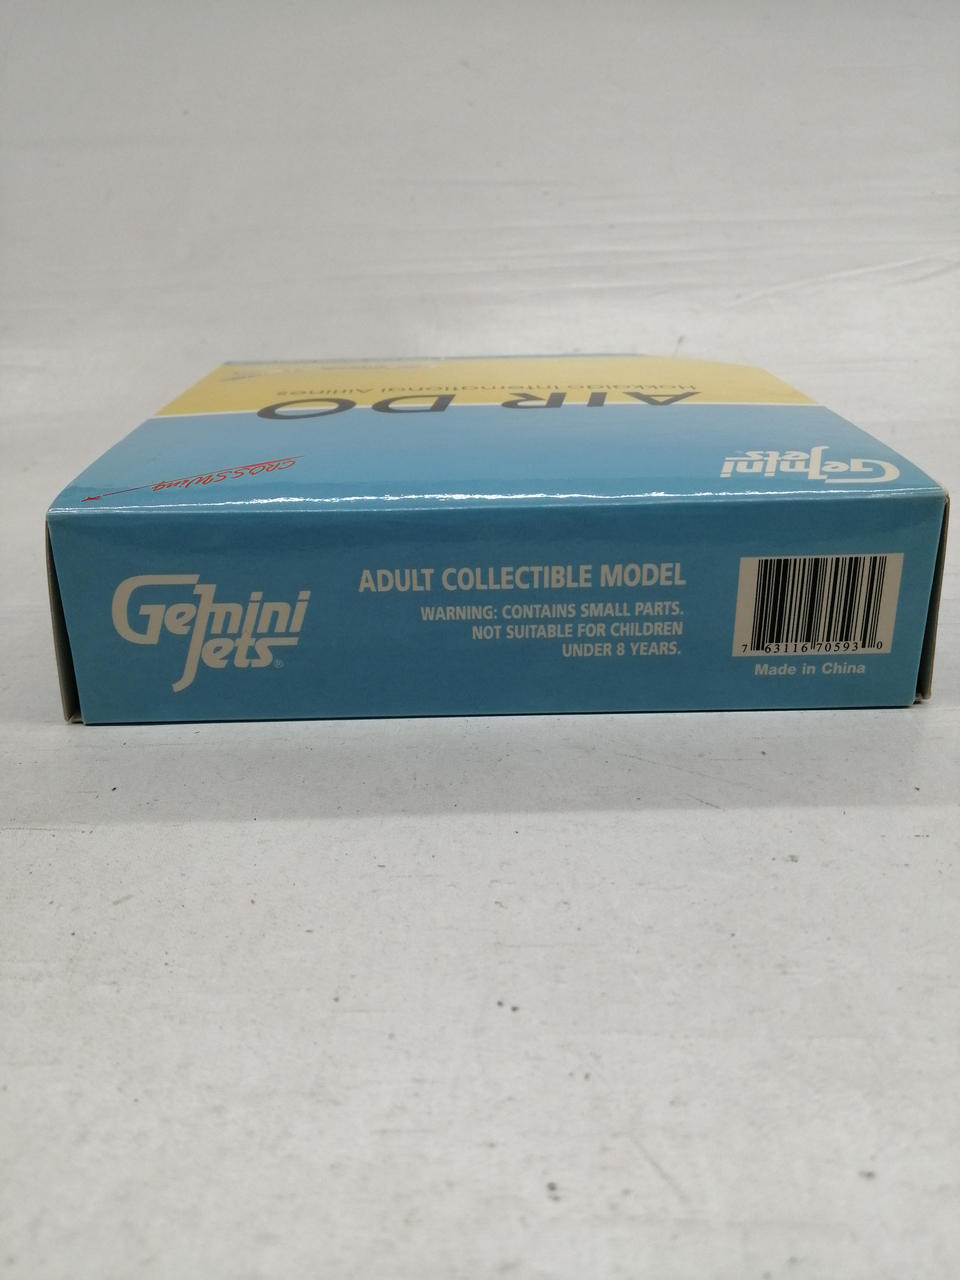 AIR DO
Hokkaido International Airlines
Gemini
Jets
CROSSWing
Gemini
Jets®
ADULT COLLECTIBLE MODEL
WARNING: CONTAINS SMALL PARTS.
NOT SUITABLE FOR CHILDREN
UNDER 8 YEARS.
7 63116 70593 0
Made in China